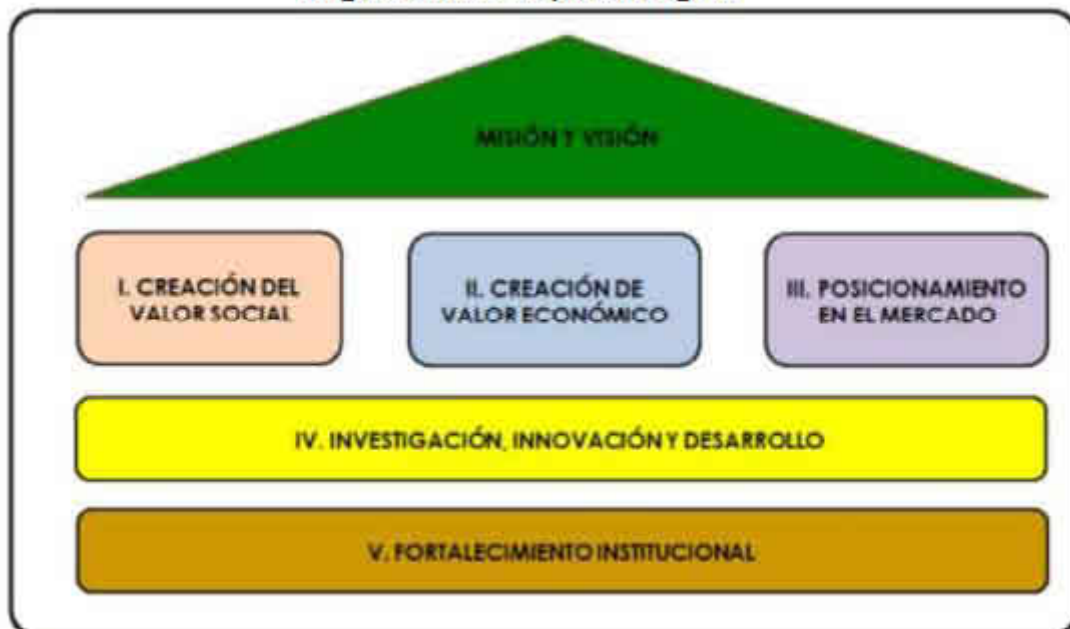 MISIÓN Y VISIÓN
I. CREACIÓN DEL
VALOR SOCIAL
II. CREACIÓN DE
VALOR ECONÓMICO
III. POSICIONAMIENTO
EN EL MERCADO
IV. INVESTIGACIÓN, INNOVACIÓN Y DESARROLLO
V. FORTALECIMIENTO INSTITUCIONAL